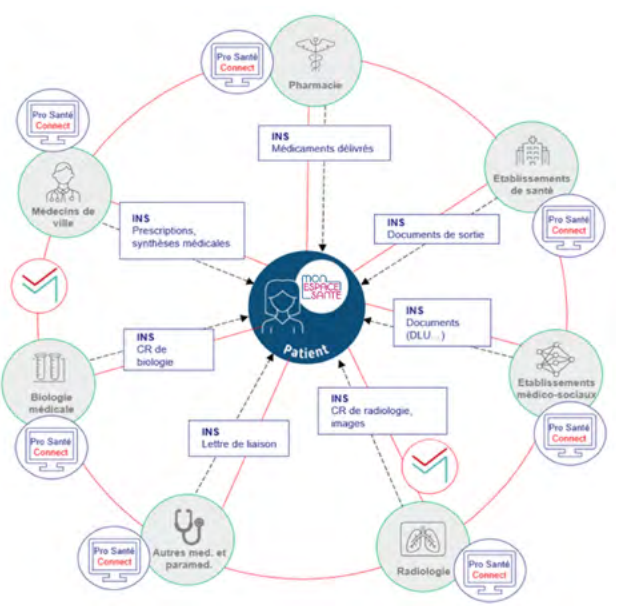 Pro Santé
Connect
Pharmacie
Pro Santé
Connect
Médecins de
ville
INS
Médicaments délivrés
Etablissements
de santé
Pro Santé
Connect
INS
Prescriptions,
synthèses médicales
INS
Documents de sortie
mon
ESPACE
SANTÉ
Patient
INS
CR de
biologie
INS
Documents
(DLU...)
Biologie
médicale
Pro Santé
Connect
Etablissements
médico-sociaux
Pro Santé
Connect
INS
Lettre de liaison
INS
CR de radiologie,
images
Autres med. et
paramed.
Pro Santé
Connect
Radiologie
Pro Santé
Connect